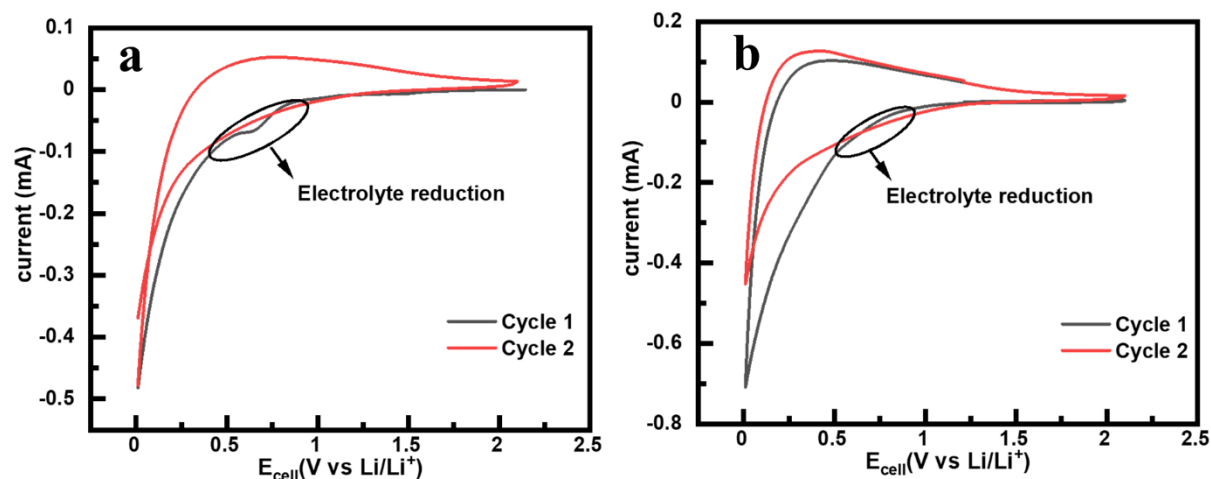 a
0.1
0
-0.1
-0.2
-0.3
-0.4
-0.5
current (mA)
Electrolyte reduction
Cycle 1
Cycle 2
0
0.5
1
1.5
2
2.5
E_cell(V vs Li/Li⁺)
b
0.2
0
-0.2
-0.4
-0.6
-0.8
current (mA)
Electrolyte reduction
Cycle 1
Cycle 2
0
0.5
1
1.5
2
2.5
E_cell(V vs Li/Li⁺)